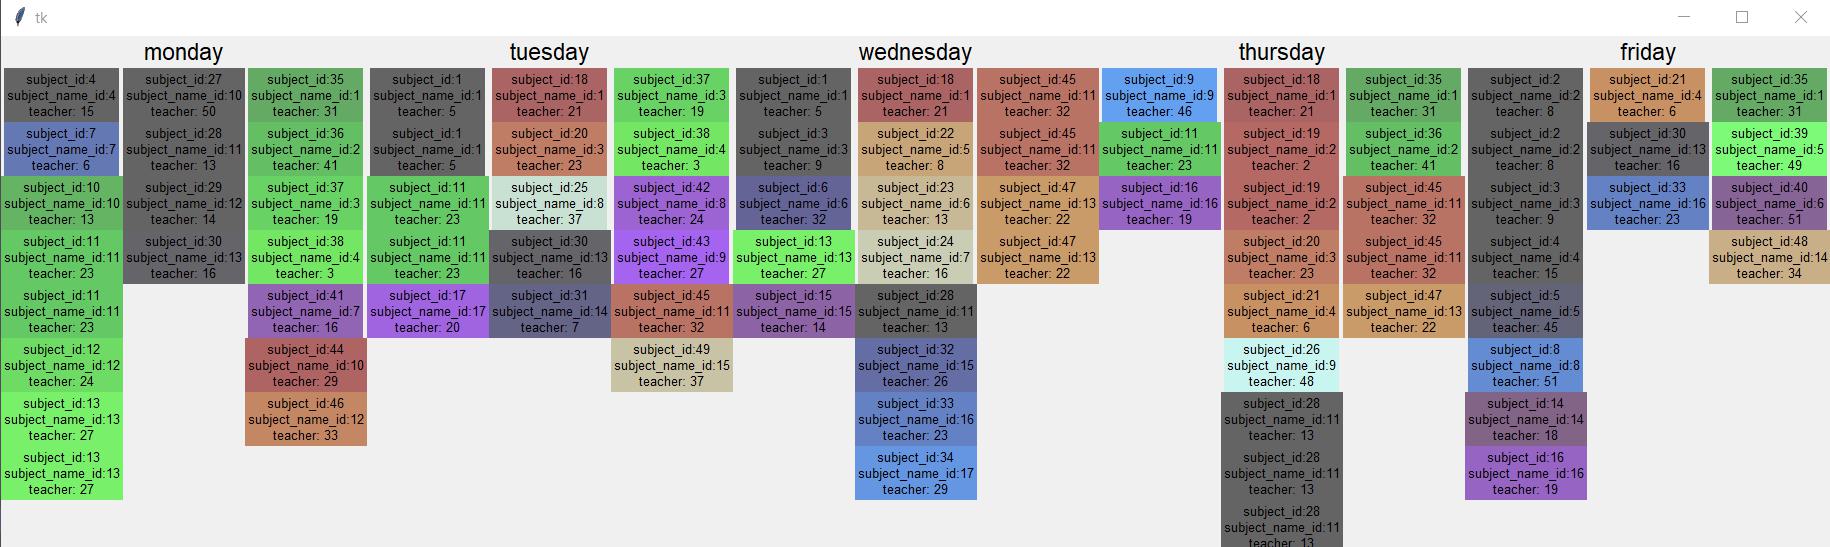 tk
monday
tuesday
wednesday
thursday
friday
subject_id:4
subject_name_id:4
teacher: 15
subject_id:7
subject_name_id:7
teacher: 6
subject_id:10
subject_name_id:10
teacher: 13
subject_id:11
subject_name_id:11
teacher: 23
subject_id:11
subject_name_id:11
teacher: 23
subject_id:12
subject_name_id:12
teacher: 24
subject_id:13
subject_name_id:13
teacher: 27
subject_id:13
subject_name_id:13
teacher: 27
subject_id:27
subject_name_id:10
teacher: 50
subject_id:28
subject_name_id:11
teacher: 13
subject_id:29
subject_name_id:12
teacher: 14
subject_id:30
subject_name_id:13
teacher: 16
subject_id:35
subject_name_id:1
teacher: 31
subject_id:36
subject_name_id:2
teacher: 41
subject_id:37
subject_name_id:3
teacher: 19
subject_id:38
subject_name_id:4
teacher: 3
subject_id:41
subject_name_id:7
teacher: 16
subject_id:44
subject_name_id:10
teacher: 29
subject_id:46
subject_name_id:12
teacher: 33
subject_id:1
subject_name_id:1
teacher: 5
subject_id:1
subject_name_id:1
teacher: 5
subject_id:11
subject_name_id:11
teacher: 23
subject_id:11
subject_name_id:11
teacher: 23
subject_id:17
subject_name_id:17
teacher: 20
subject_id:18
subject_name_id:1
teacher: 21
subject_id:20
subject_name_id:3
teacher: 23
subject_id:25
subject_name_id:8
teacher: 37
subject_id:30
subject_name_id:13
teacher: 16
subject_id:31
subject_name_id:14
teacher: 7
subject_id:37
subject_name_id:3
teacher: 19
subject_id:38
subject_name_id:4
teacher: 3
subject_id:42
subject_name_id:8
teacher: 24
subject_id:43
subject_name_id:9
teacher: 27
subject_id:45
subject_name_id:11
teacher: 32
subject_id:49
subject_name_id:15
teacher: 37
subject_id:1
subject_name_id:1
teacher: 5
subject_id:3
subject_name_id:3
teacher: 9
subject_id:6
subject_name_id:6
teacher: 32
subject_id:13
subject_name_id:13
teacher: 27
subject_id:15
subject_name_id:15
teacher: 14
subject_id:18
subject_name_id:1
teacher: 21
subject_id:22
subject_name_id:5
teacher: 8
subject_id:23
subject_name_id:6
teacher: 13
subject_id:24
subject_name_id:7
teacher: 16
subject_id:28
subject_name_id:11
teacher: 13
subject_id:32
subject_name_id:15
teacher: 26
subject_id:33
subject_name_id:16
teacher: 23
subject_id:34
subject_name_id:17
teacher: 29
subject_id:45
subject_name_id:11
teacher: 32
subject_id:45
subject_name_id:11
teacher: 32
subject_id:47
subject_name_id:13
teacher: 22
subject_id:47
subject_name_id:13
teacher: 22
subject_id:9
subject_name_id:9
teacher: 46
subject_id:11
subject_name_id:11
teacher: 23
subject_id:16
subject_name_id:16
teacher: 19
subject_id:18
subject_name_id:1
teacher: 21
subject_id:19
subject_name_id:2
teacher: 2
subject_id:19
subject_name_id:2
teacher: 2
subject_id:20
subject_name_id:3
teacher: 23
subject_id:21
subject_name_id:4
teacher: 6
subject_id:26
subject_name_id:9
teacher: 48
subject_id:28
subject_name_id:11
teacher: 13
subject_id:28
subject_name_id:11
teacher: 13
subject_id:28
subject_name_id:11
teacher: 13
subject_id:35
subject_name_id:1
teacher: 31
subject_id:36
subject_name_id:2
teacher: 41
subject_id:45
subject_name_id:11
teacher: 32
subject_id:45
subject_name_id:11
teacher: 32
subject_id:47
subject_name_id:13
teacher: 22
subject_id:2
subject_name_id:2
teacher: 8
subject_id:2
subject_name_id:2
teacher: 8
subject_id:3
subject_name_id:3
teacher: 9
subject_id:4
subject_name_id:4
teacher: 15
subject_id:5
subject_name_id:5
teacher: 45
subject_id:8
subject_name_id:8
teacher: 51
subject_id:14
subject_name_id:14
teacher: 18
subject_id:16
subject_name_id:16
teacher: 19
subject_id:21
subject_name_id:4
teacher: 6
subject_id:30
subject_name_id:13
teacher: 16
subject_id:33
subject_name_id:16
teacher: 23
subject_id:35
subject_name_id:1
teacher: 31
subject_id:39
subject_name_id:5
teacher: 49
subject_id:40
subject_name_id:6
teacher: 51
subject_id:48
subject_name_id:14
teacher: 34